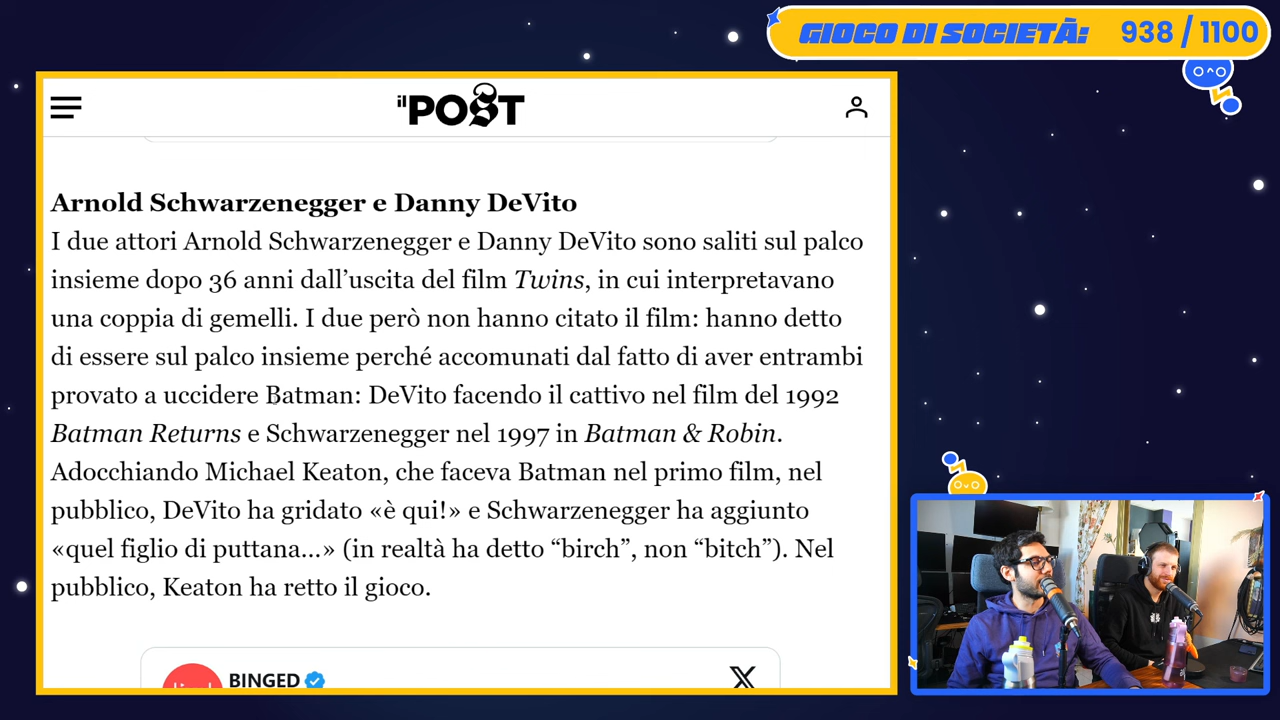 GIOCO DI SOCIETÀ: 938 / 1100
il POST
Arnold Schwarzenegger e Danny DeVito
I due attori Arnold Schwarzenegger e Danny DeVito sono saliti sul palco
insieme dopo 36 anni dall’uscita del film Twins, in cui interpretavano
una coppia di gemelli. I due però non hanno citato il film: hanno detto
di essere sul palco insieme perché accomunati dal fatto di aver entrambi
provato a uccidere Batman: DeVito facendo il cattivo nel film del 1992
Batman Returns e Schwarzenegger nel 1997 in Batman & Robin.
Adocchiando Michael Keaton, che faceva Batman nel primo film, nel
pubblico, DeVito ha gridato «è qui!» e Schwarzenegger ha aggiunto
«quel figlio di puttana…» (in realtà ha detto “birch”, non “bitch”). Nel
pubblico, Keaton ha retto il gioco.
BINGED